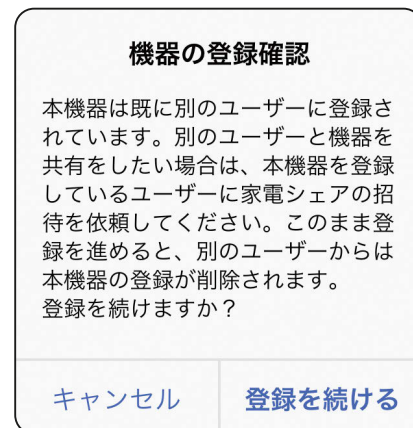 機器の登録確認
本機器は既に別のユーザーに登録さ
れています。別のユーザーと機器を
共有をしたい場合は、本機器を登録
しているユーザーに家電シェアの招
待を依頼してください。このまま登
録を進めると、別のユーザーからは
本機器の登録が削除されます。
登録を続けますか？
キャンセル
登録を続ける